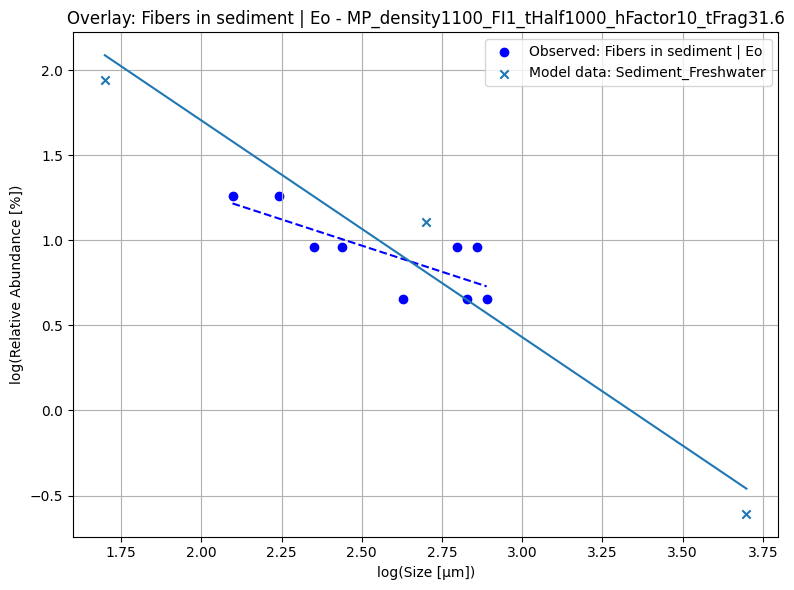 Overlay: Fibers in sediment | Eo - MP_density1100_FI1_tHalf1000_hFactor10_tFrag31.6
Observed: Fibers in sediment | Eo
Model data: Sediment_Freshwater
log(Relative Abundance [%])
2.0
1.5
1.0
0.5
0.0
−0.5
1.75 2.00 2.25 2.50 2.75 3.00 3.25 3.50 3.75
log(Size [μm])